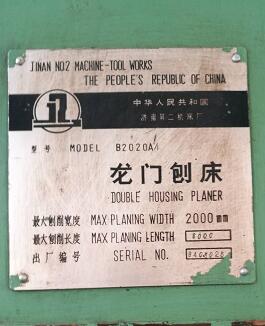 JINAN NO.2 MACHINE-TOOL WORKS
THE PEOPLE'S REPUBLIC OF CHINA
中华人民共和国
济南第二机床厂
型号 MODEL B2020A/
龙门刨床
DOUBLE HOUSING PLANER
最大刨削宽度 MAX PLANING WIDTH 2000mm
最大刨削长度 MAX PLANING LENGTH 8000
出厂编号 SERIAL NO.